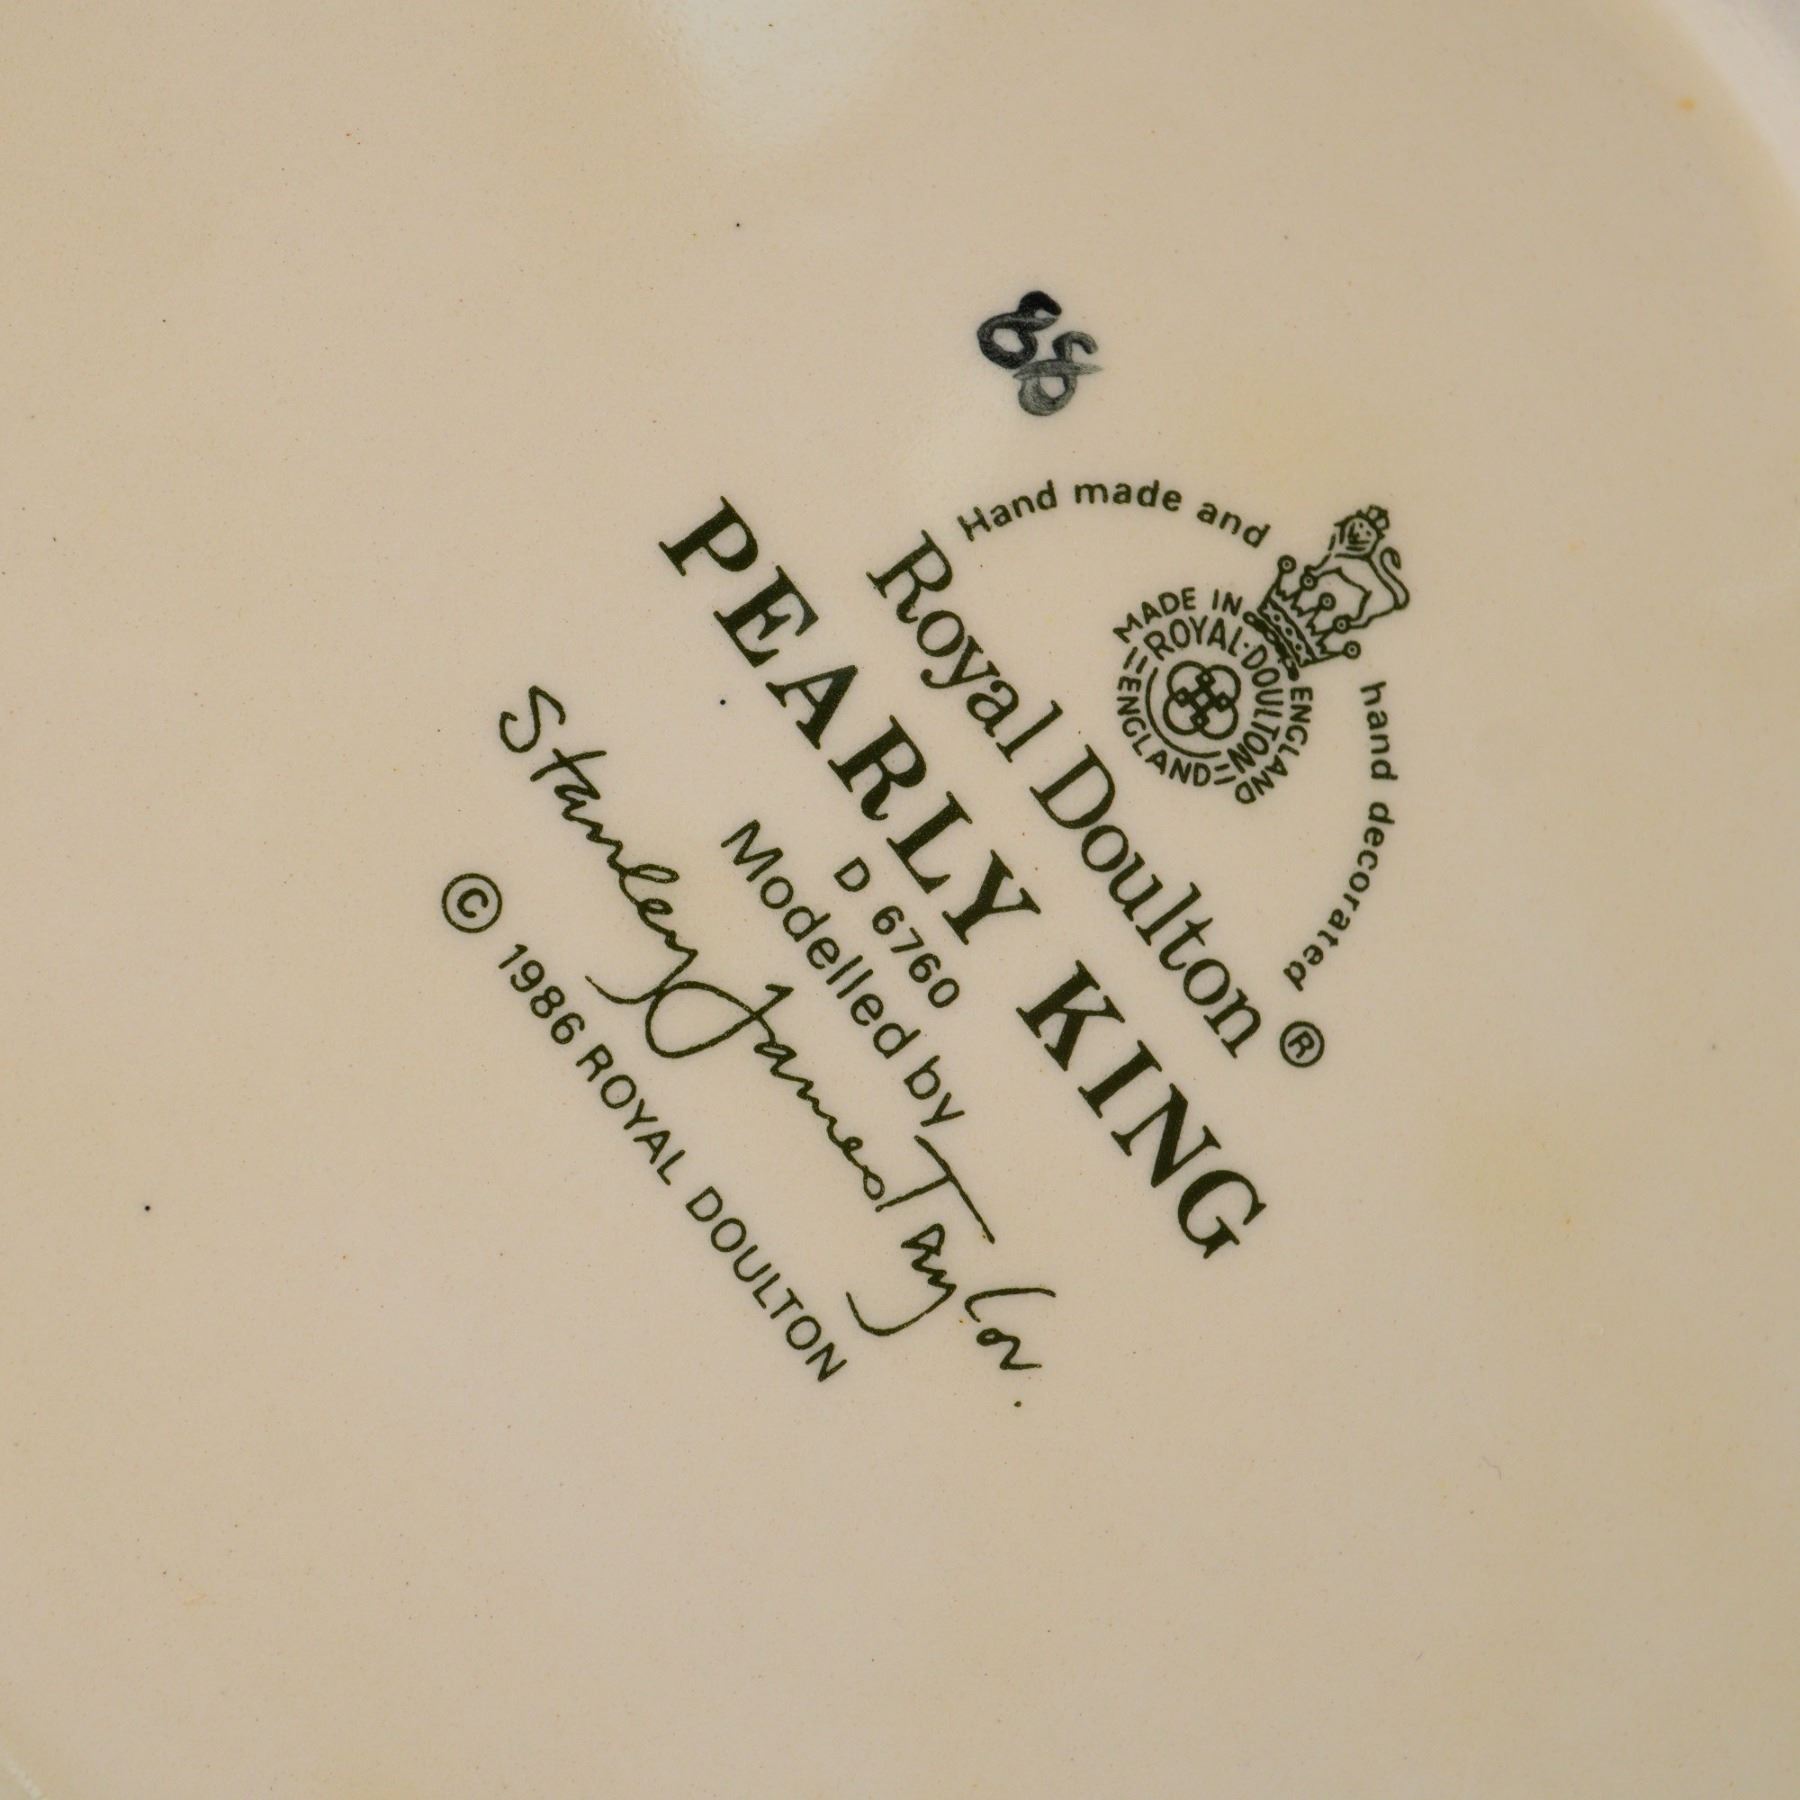 88
Hand made and hand decorated
MADE IN ENGLAND
ROYAL·DOULTON
ENGLAND
Royal Doulton ®
PEARLY KING
D 6760
Modelled by
Stanley James Taylor.
© 1986 ROYAL DOULTON